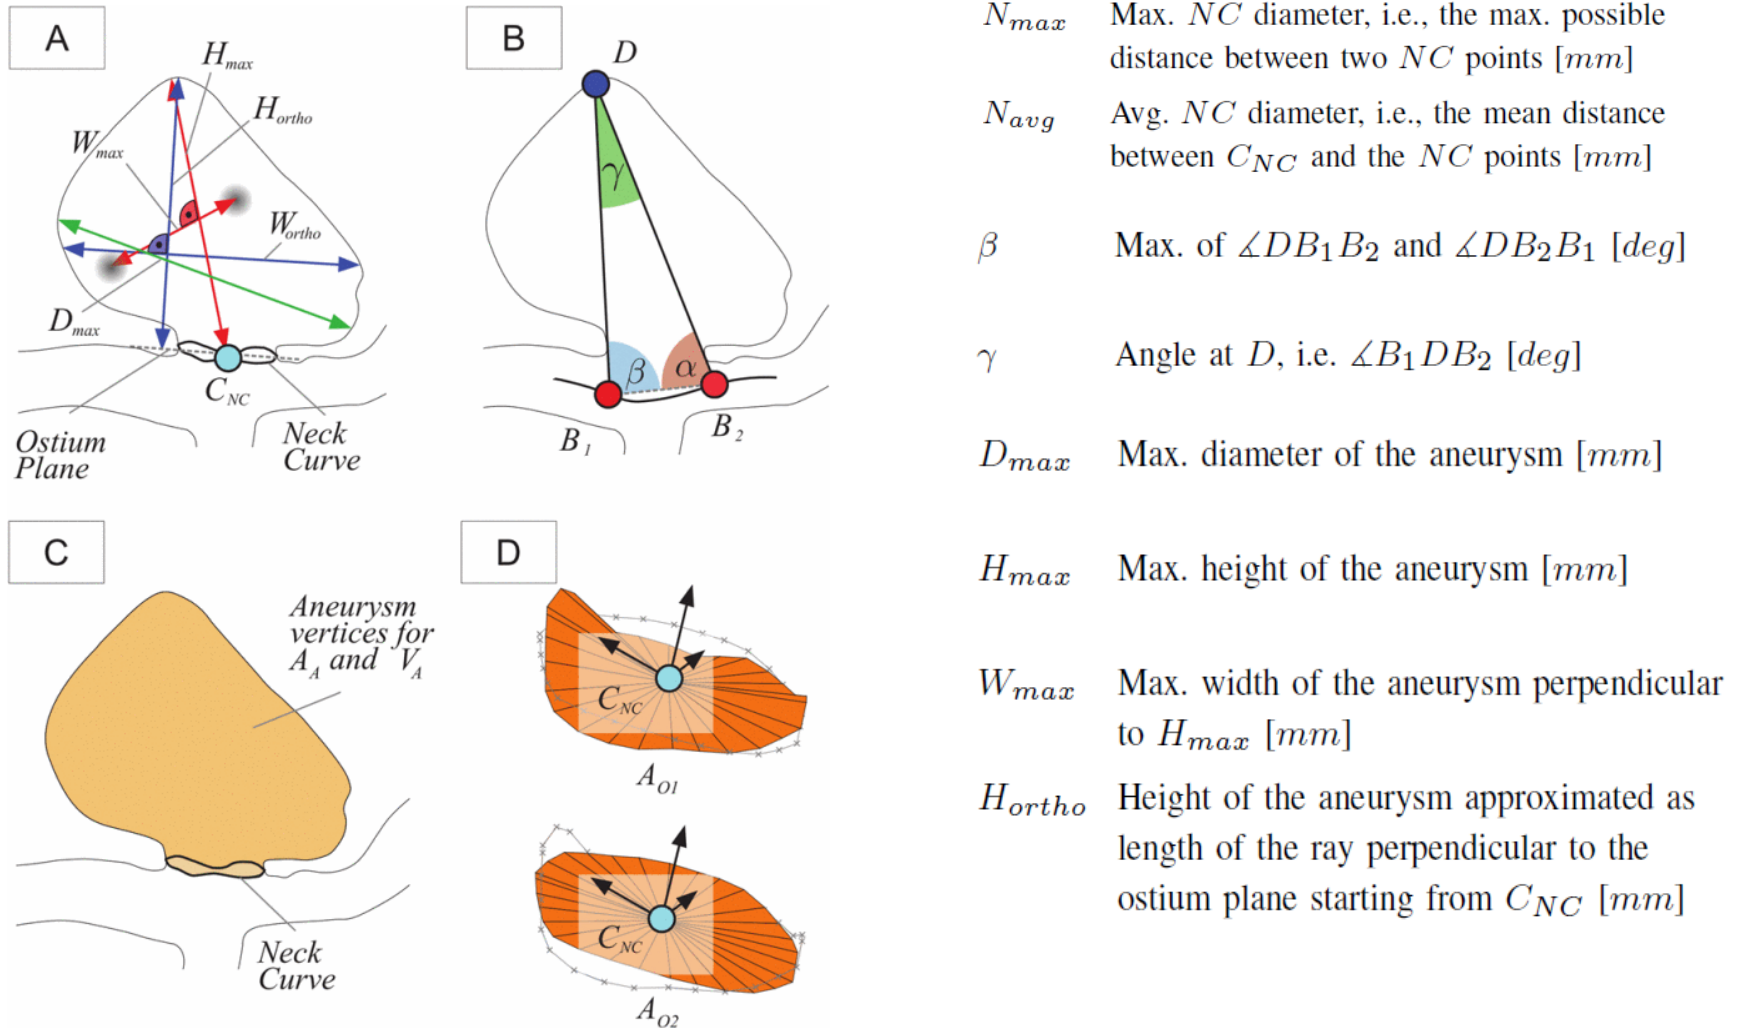 A
H_max
H_ortho
W_max
W_ortho
D_max
C_NC
Ostium
Plane
Neck
Curve
B
D
γ
β
α
B_1
B_2
C
Aneurysm
vertices for
A_A and V_A
Neck
Curve
D
C_NC
A_O1
C_NC
A_O2
N_max Max. NC diameter, i.e., the max. possible
distance between two NC points [mm]
N_avg Avg. NC diameter, i.e., the mean distance
between C_NC and the NC points [mm]
β Max. of ∡DB_1B_2 and ∡DB_2B_1 [deg]
γ Angle at D, i.e. ∡B_1DB_2 [deg]
D_max Max. diameter of the aneurysm [mm]
H_max Max. height of the aneurysm [mm]
W_max Max. width of the aneurysm perpendicular
to H_max [mm]
H_ortho Height of the aneurysm approximated as
length of the ray perpendicular to the
ostium plane starting from C_NC [mm]